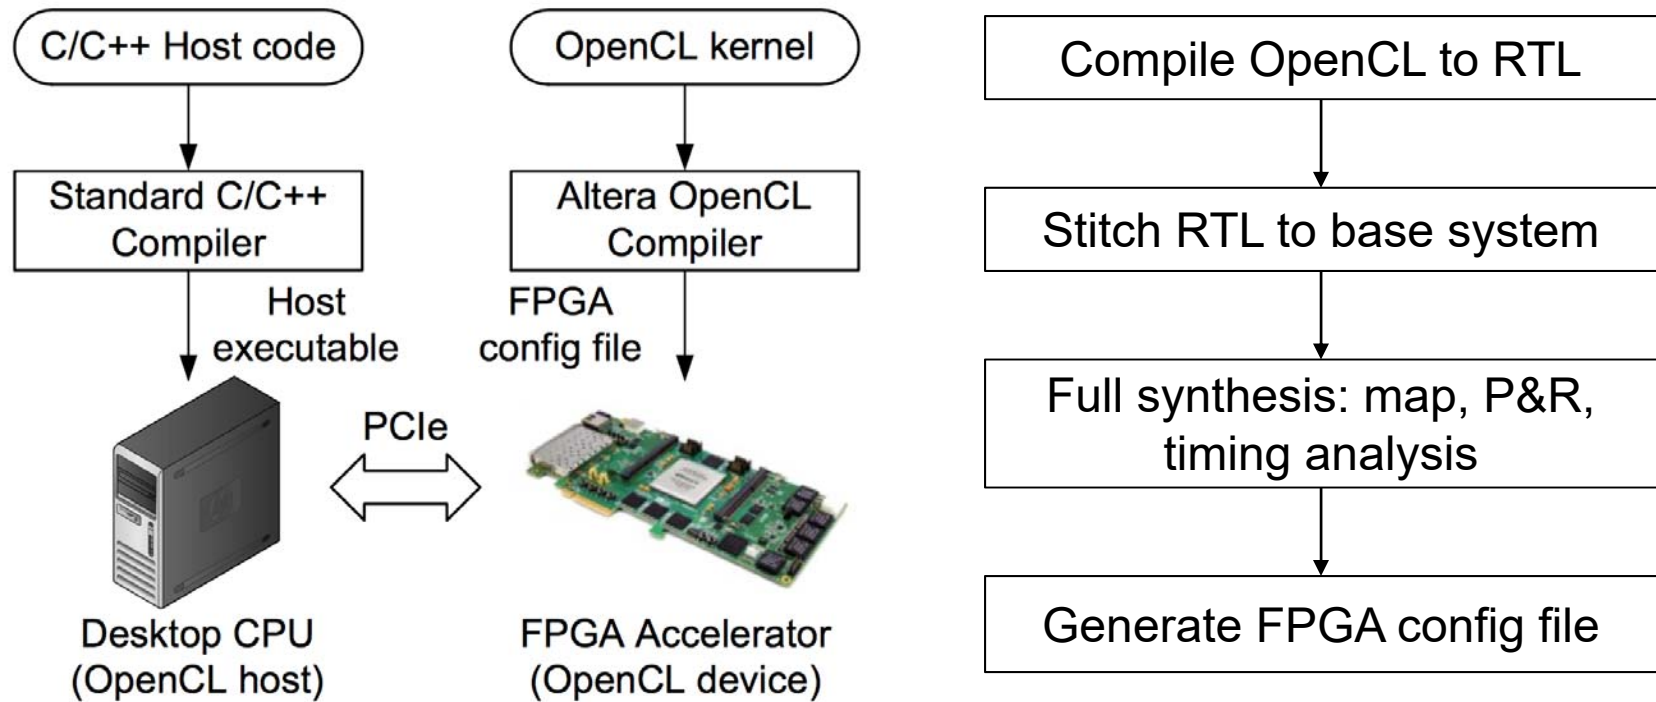 C/C++ Host code
OpenCL kernel
Standard C/C++
Compiler
Altera OpenCL
Compiler
Host
executable
FPGA
config file
PCIe
Desktop CPU
(OpenCL host)
FPGA Accelerator
(OpenCL device)
Compile OpenCL to RTL
Stitch RTL to base system
Full synthesis: map, P&R,
timing analysis
Generate FPGA config file